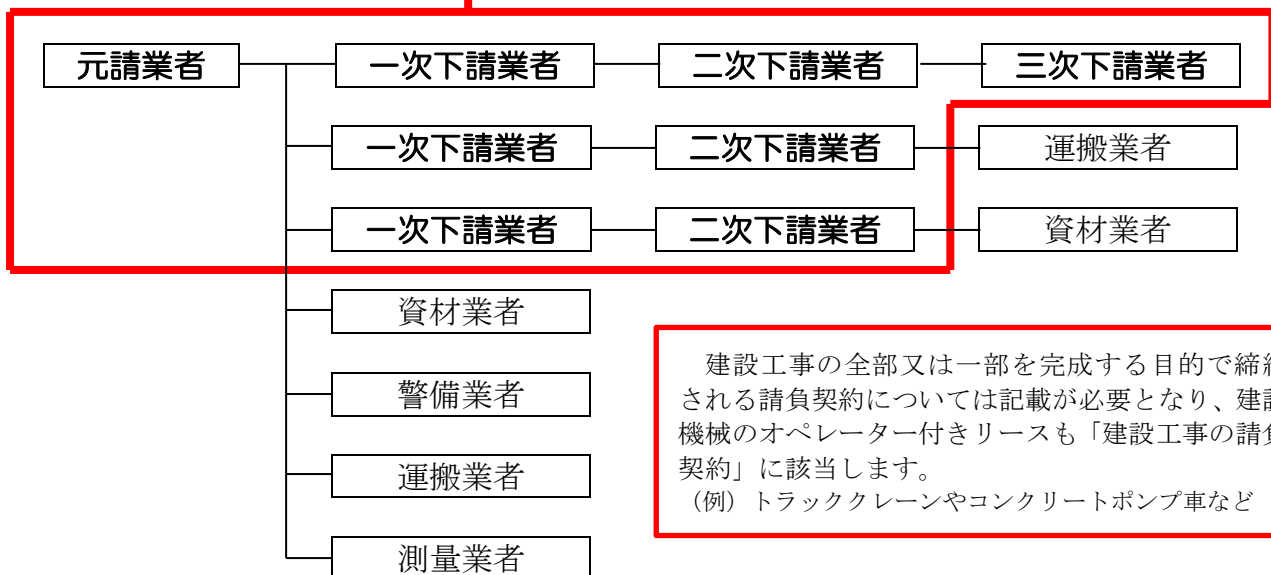 元請業者 一次下請業者 二次下請業者 三次下請業者
一次下請業者 二次下請業者 運搬業者
一次下請業者 二次下請業者 資材業者
資材業者
警備業者
運搬業者
測量業者
建設工事の全部又は一部を完成する目的で締結
される請負契約については記載が必要となり、建設
機械のオペレーター付きリースも「建設工事の請負
契約」に該当します。
（例）トラッククレーンやコンクリートポンプ車など